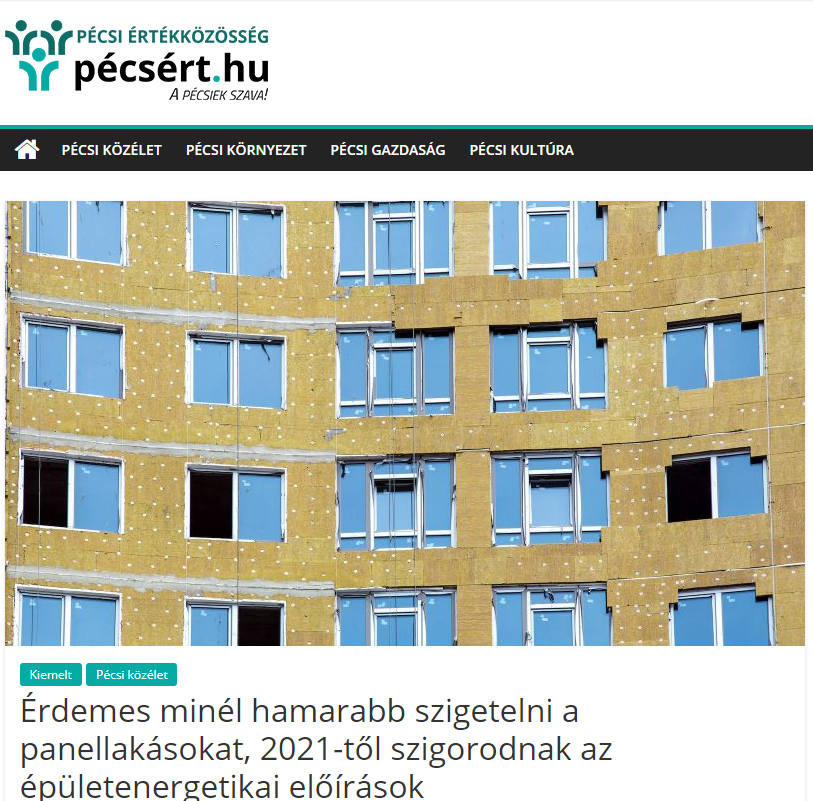 PÉCSI ÉRTÉKKÖZÖSSÉG
pécsért.hu
A PÉCSIEK SZAVA!
PÉCSI KÖZÉLET PÉCSI KÖRNYEZET PÉCSI GAZDASÁG PÉCSI KULTÚRA
Kiemelt Pécsi közélet
Érdemes minél hamarabb szigetelni a
panellakásokat, 2021-től szigorodnak az
épületenergetikai előírások